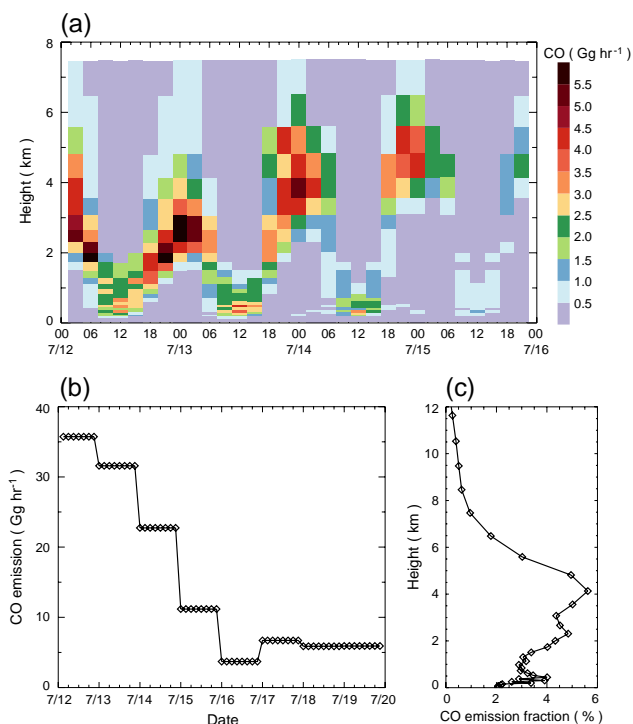 (a)
CO ( Gg hr⁻¹ )
8
6
4
2
0
Height ( km )
5.5
5.0
4.5
4.0
3.5
3.0
2.5
2.0
1.5
1.0
0.5
00 06 12 18 00 06 12 18 00 06 12 18 00 06 12 18 00
7/12 7/13 7/14 7/15 7/16
(b)
40
30
20
10
0
CO emission ( Gg hr⁻¹ )
7/12 7/13 7/14 7/15 7/16 7/17 7/18 7/19 7/20
Date
(c)
12
10
8
6
4
2
0
Height ( km )
0 2 4 6
CO emission fraction ( % )